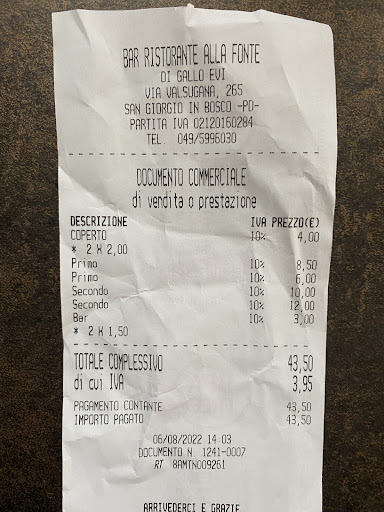 BAR RISTORANTE ALLA FONTE
DI GALLO EVI
VIA VALSUGANA, 265
SAN GIORGIO IN BOSCO -PD-
PARTITA IVA 02120160284
TEL. 049/5996030
DOCUMENTO COMMERCIALE
di vendita o prestazione
DESCRIZIONE IVA PREZZO(€)
COPERTO 10% 4,00
* 2 X 2,00
Primo 10% 8,50
Primo 10% 6,00
Secondo 10% 10,00
Secondo 10% 12,00
Bar 10% 3,00
* 2 X 1,50
TOTALE COMPLESSIVO 43,50
di cui IVA 3,95
PAGAMENTO CONTANTE 43,50
IMPORTO PAGATO 43,50
06/08/2022 14:03
DOCUMENTO N. 1241-0007
RT 8AMTN009261
ARRIVEDERCI E GRAZIE